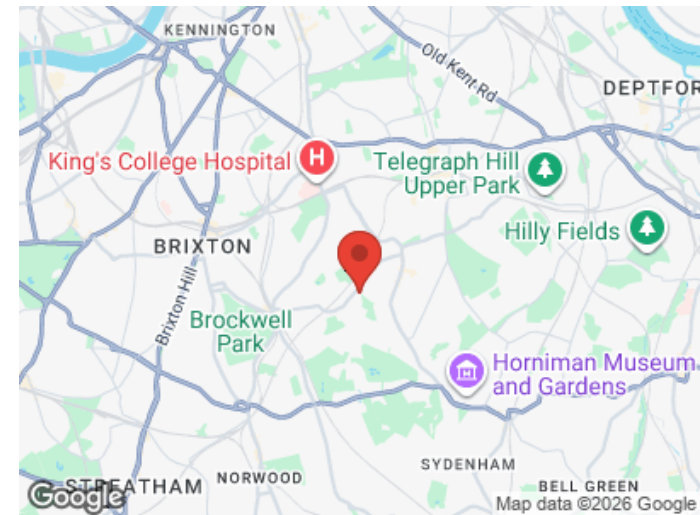 KENNINGTON
Old Kent Rd
DEPTFOR
King's College Hospital
H
Telegraph Hill
Upper Park
Hilly Fields
BRIXTON
Brixton Hill
Brockwell
Park
Horniman Museum
and Gardens
SYDENHAM
NORWOOD
STREATHAM
BELL GREEN
Google
Map data ©2026 Google